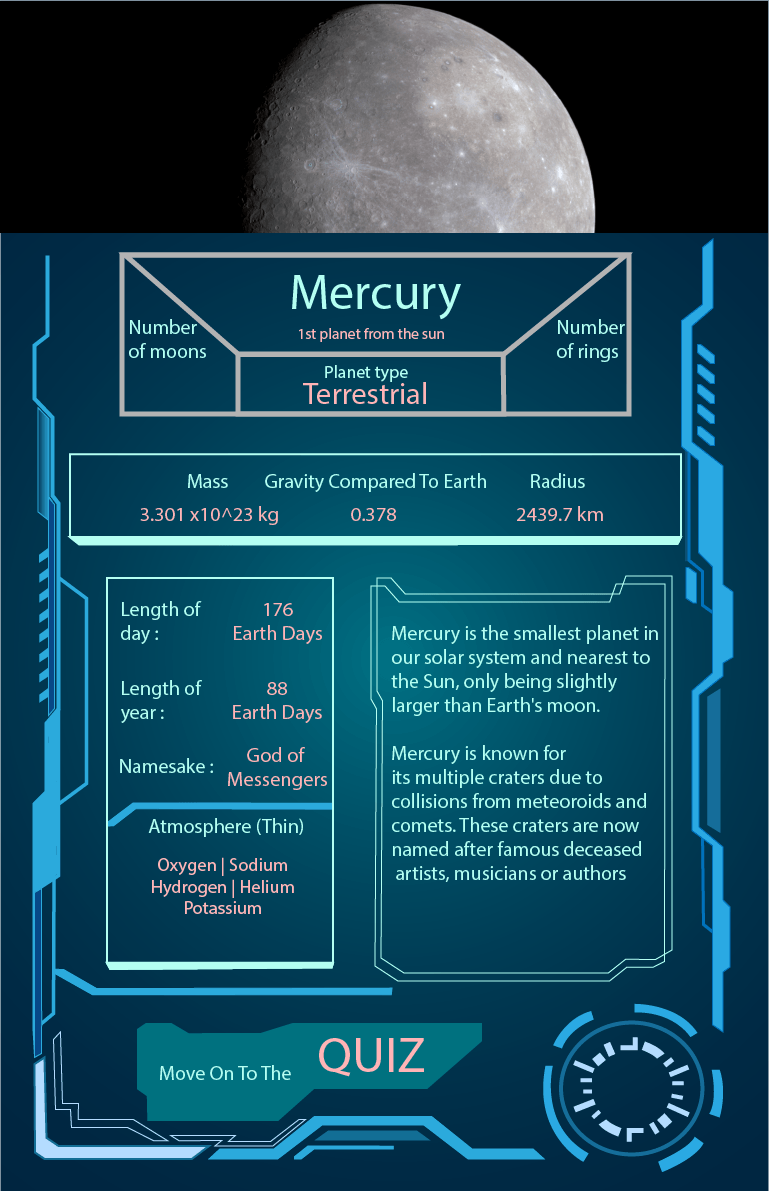 Mercury
1st planet from the sun
Number
of moons
Number
of rings
Planet type
Terrestrial
Mass Gravity Compared To Earth Radius
3.301 x10^23 kg 0.378 2439.7 km
Length of 176
day : Earth Days
Length of 88
year : Earth Days
Namesake : God of
Messengers
Atmosphere (Thin)
Oxygen | Sodium
Hydrogen | Helium
Potassium
Mercury is the smallest planet in
our solar system and nearest to
the Sun, only being slightly
larger than Earth's moon.
Mercury is known for
its multiple craters due to
collisions from meteoroids and
comets. These craters are now
named after famous deceased
artists, musicians or authors
Move On To The QUIZ